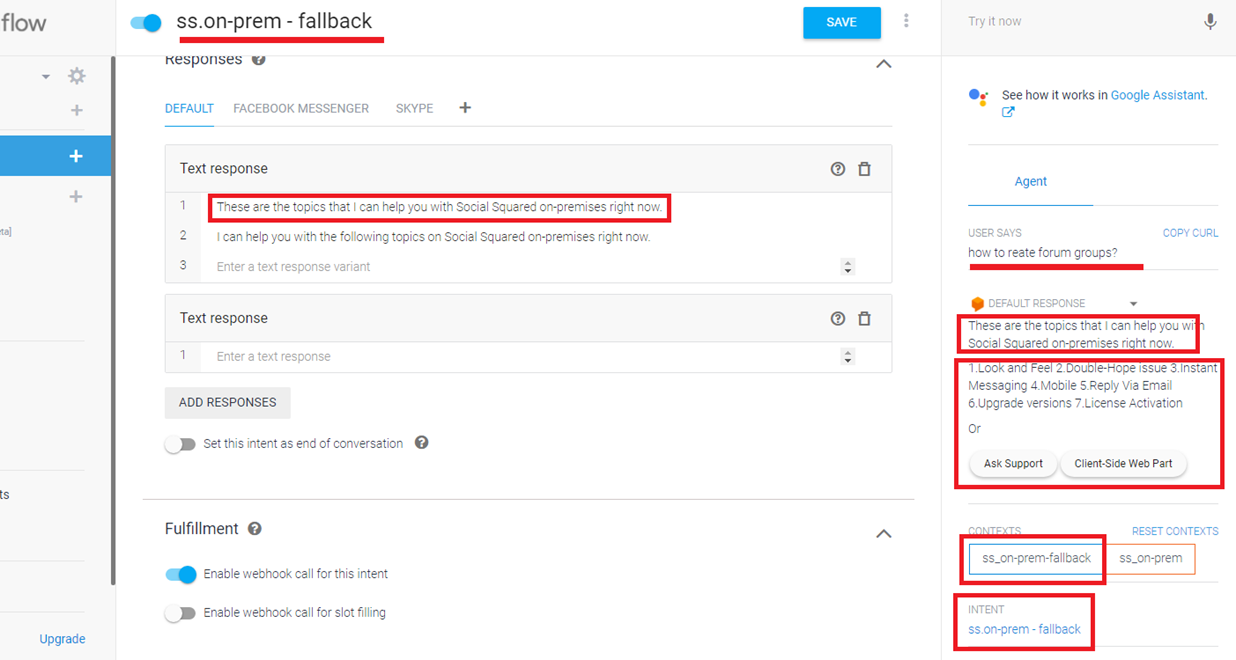 flow
ss.on-prem - fallback
SAVE
Try it now
Responses
DEFAULT
FACEBOOK MESSENGER
SKYPE
Text response
1
These are the topics that I can help you with Social Squared on-premises right now.
2
I can help you with the following topics on Social Squared on-premises right now.
3
Enter a text response variant
Text response
1
Enter a text response
ADD RESPONSES
Set this intent as end of conversation
Fulfillment
Enable webhook call for this intent
Enable webhook call for slot filling
ta]
ts
Upgrade
See how it works in Google Assistant.
Agent
USER SAYS
COPY CURL
how to reate forum groups?
DEFAULT RESPONSE
These are the topics that I can help you with
Social Squared on-premises right now.
1.Look and Feel 2.Double-Hope issue 3.Instant
Messaging 4.Mobile 5.Reply Via Email
6.Upgrade versions 7.License Activation
Or
Ask Support
Client-Side Web Part
CONTEXTS
RESET CONTEXTS
ss_on-prem-fallback
ss_on-prem
INTENT
ss.on-prem - fallback